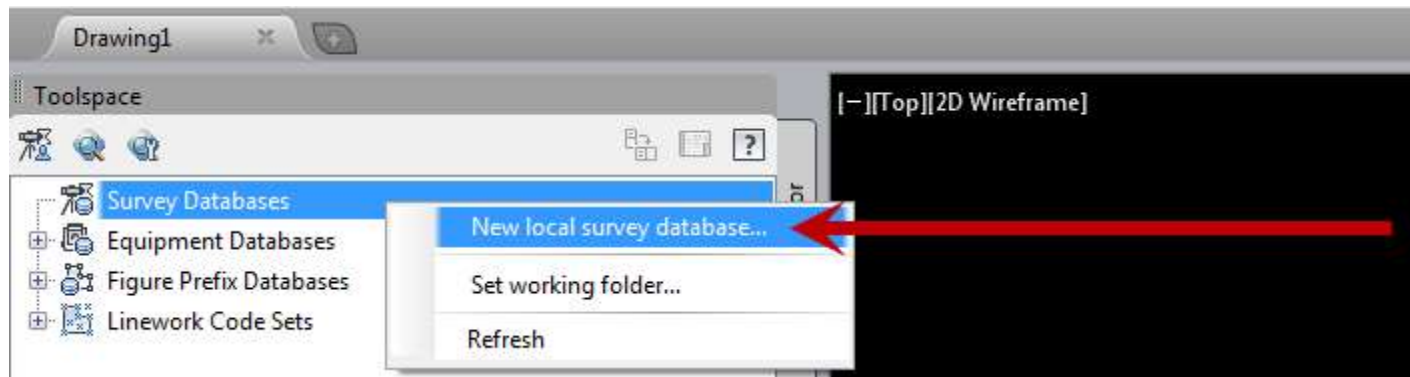 Drawing1
Toolspace
[−][Top][2D Wireframe]
?
Survey Databases
New local survey database...
Equipment Databases
Figure Prefix Databases
Set working folder...
Linework Code Sets
Refresh